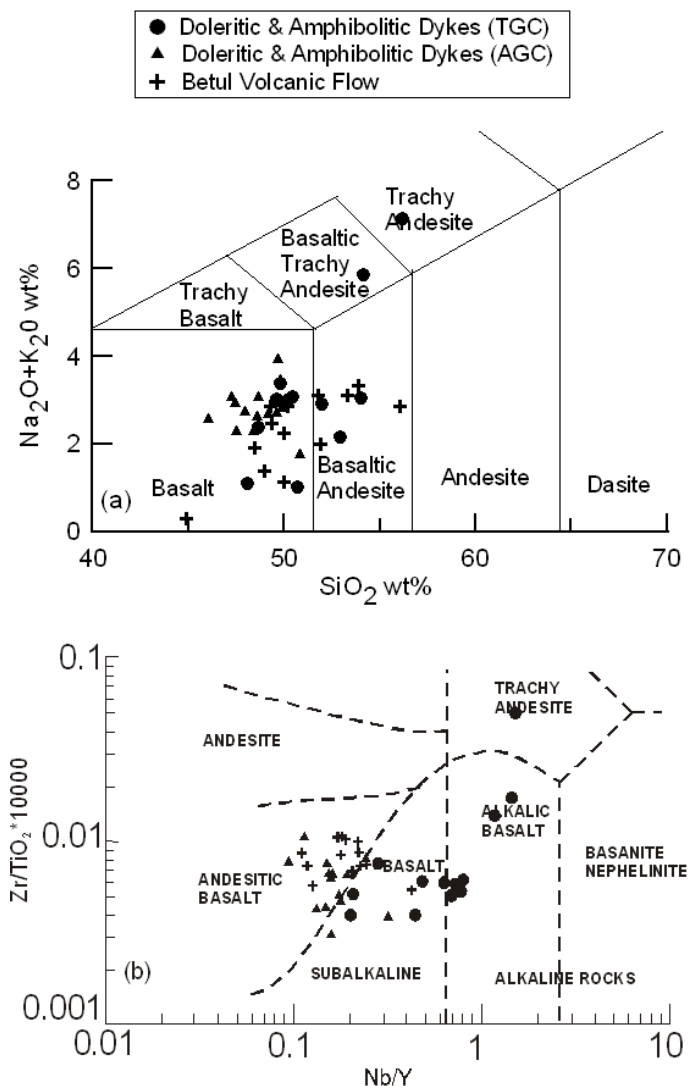 Doleritic & Amphibolitic Dykes (TGC)
Doleritic & Amphibolitic Dykes (AGC)
Betul Volcanic Flow
Na2O+K20 wt%
8
6
4
2
0
Trachy
Andesite
Basaltic
Trachy
Andesite
Trachy
Basalt
Basalt
Basaltic
Andesite
Andesite
Dasite
(a)
40
50
60
70
SiO2 wt%
Zr/TiO2*10000
0.1
0.01
0.001
TRACHY
ANDESITE
ANDESITE
ALKALIC
BASALT
BASALT
BASANITE
NEPHELINITE
ANDESITIC
BASALT
(b)
SUBALKALINE
ALKALINE ROCKS
0.01
0.1
1
10
Nb/Y